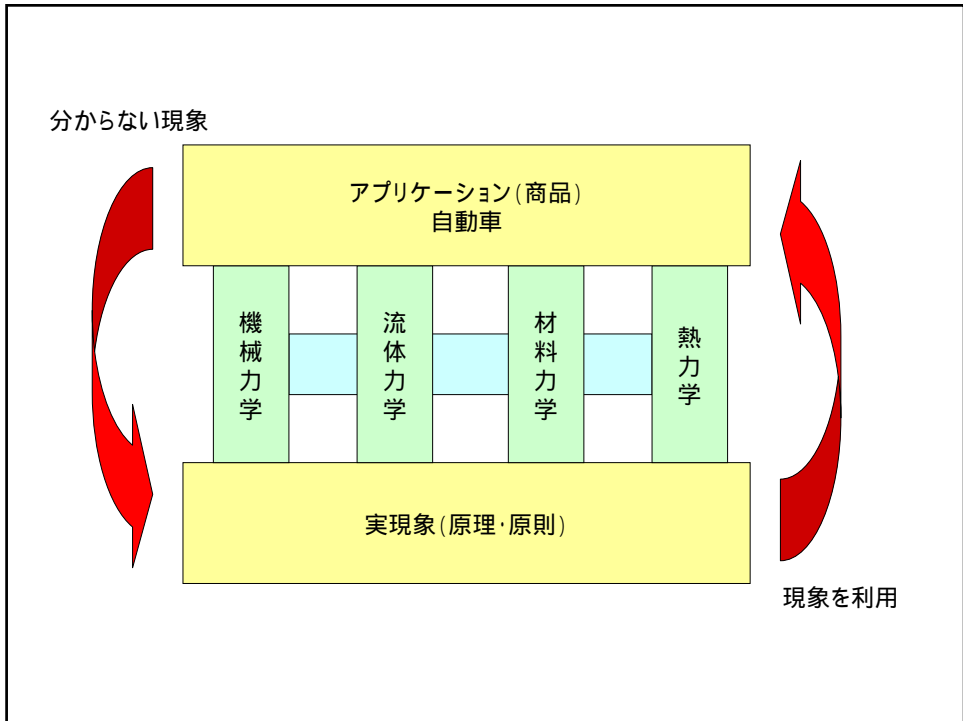 分からない現象
アプリケーション(商品)
自動車
機械力学
流体力学
材料力学
熱力学
実現象(原理・原則)
現象を利用